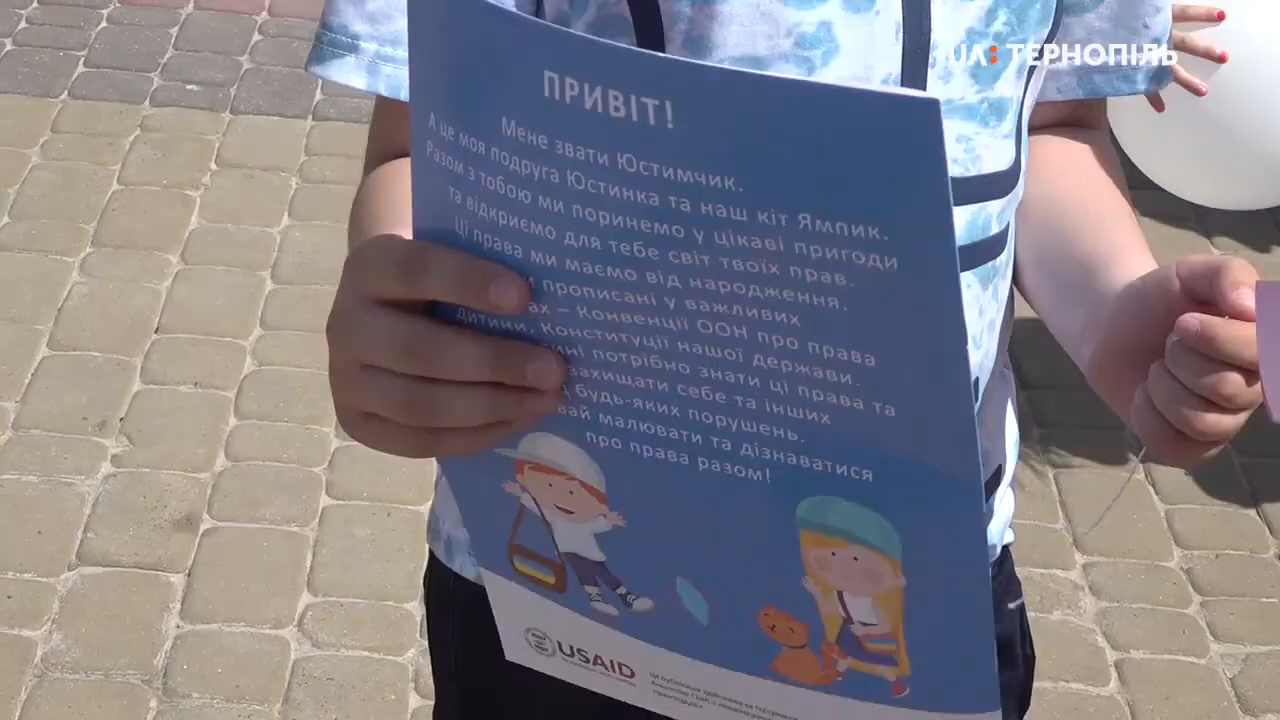 UA: ТЕРНОПІЛЬ
ПРИВІТ!
Мене звати Юстимчик.
А це моя подруга Юстинка та наш кіт Ямпик.
Разом з тобою ми поринемо у цікаві пригоди
та відкриємо для тебе світ твоїх прав.
Ці права ми маємо від народження.
прописані у важливих
ах – Конвенції ООН про права
дитини, Конституції нашої держави.
потрібно знати ці права та
захищати себе та інших
будь-яких порушень.
вай малювати та дізнаватися
про права разом!
USAID